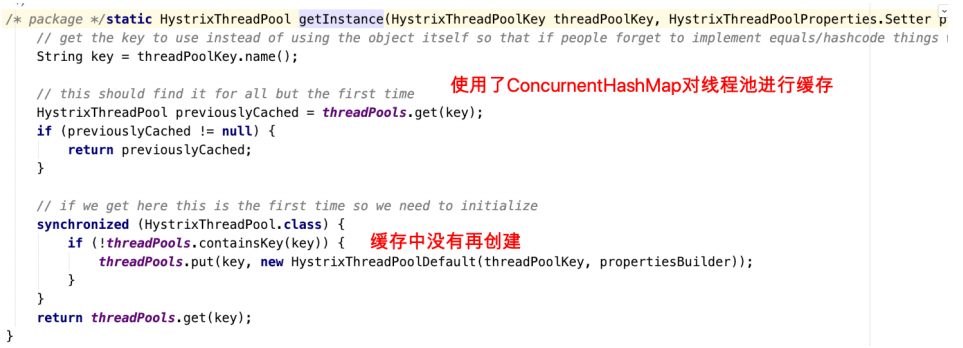 /* package */static HystrixThreadPool getInstance(HystrixThreadPoolKey threadPoolKey, HystrixThreadPoolProperties.Setter p
// get the key to use instead of using the object itself so that if people forget to implement equals/hashcode things
String key = threadPoolKey.name();
// this should find it for all but the first time
使用了ConcurnentHashMap对线程池进行缓存
HystrixThreadPool previouslyCached = threadPools.get(key);
if (previouslyCached != null) {
return previouslyCached;
}
// if we get here this is the first time so we need to initialize
synchronized (HystrixThreadPool.class) {
if (!threadPools.containsKey(key)) { 缓存中没有再创建
threadPools.put(key, new HystrixThreadPoolDefault(threadPoolKey, propertiesBuilder));
}
}
return threadPools.get(key);
}